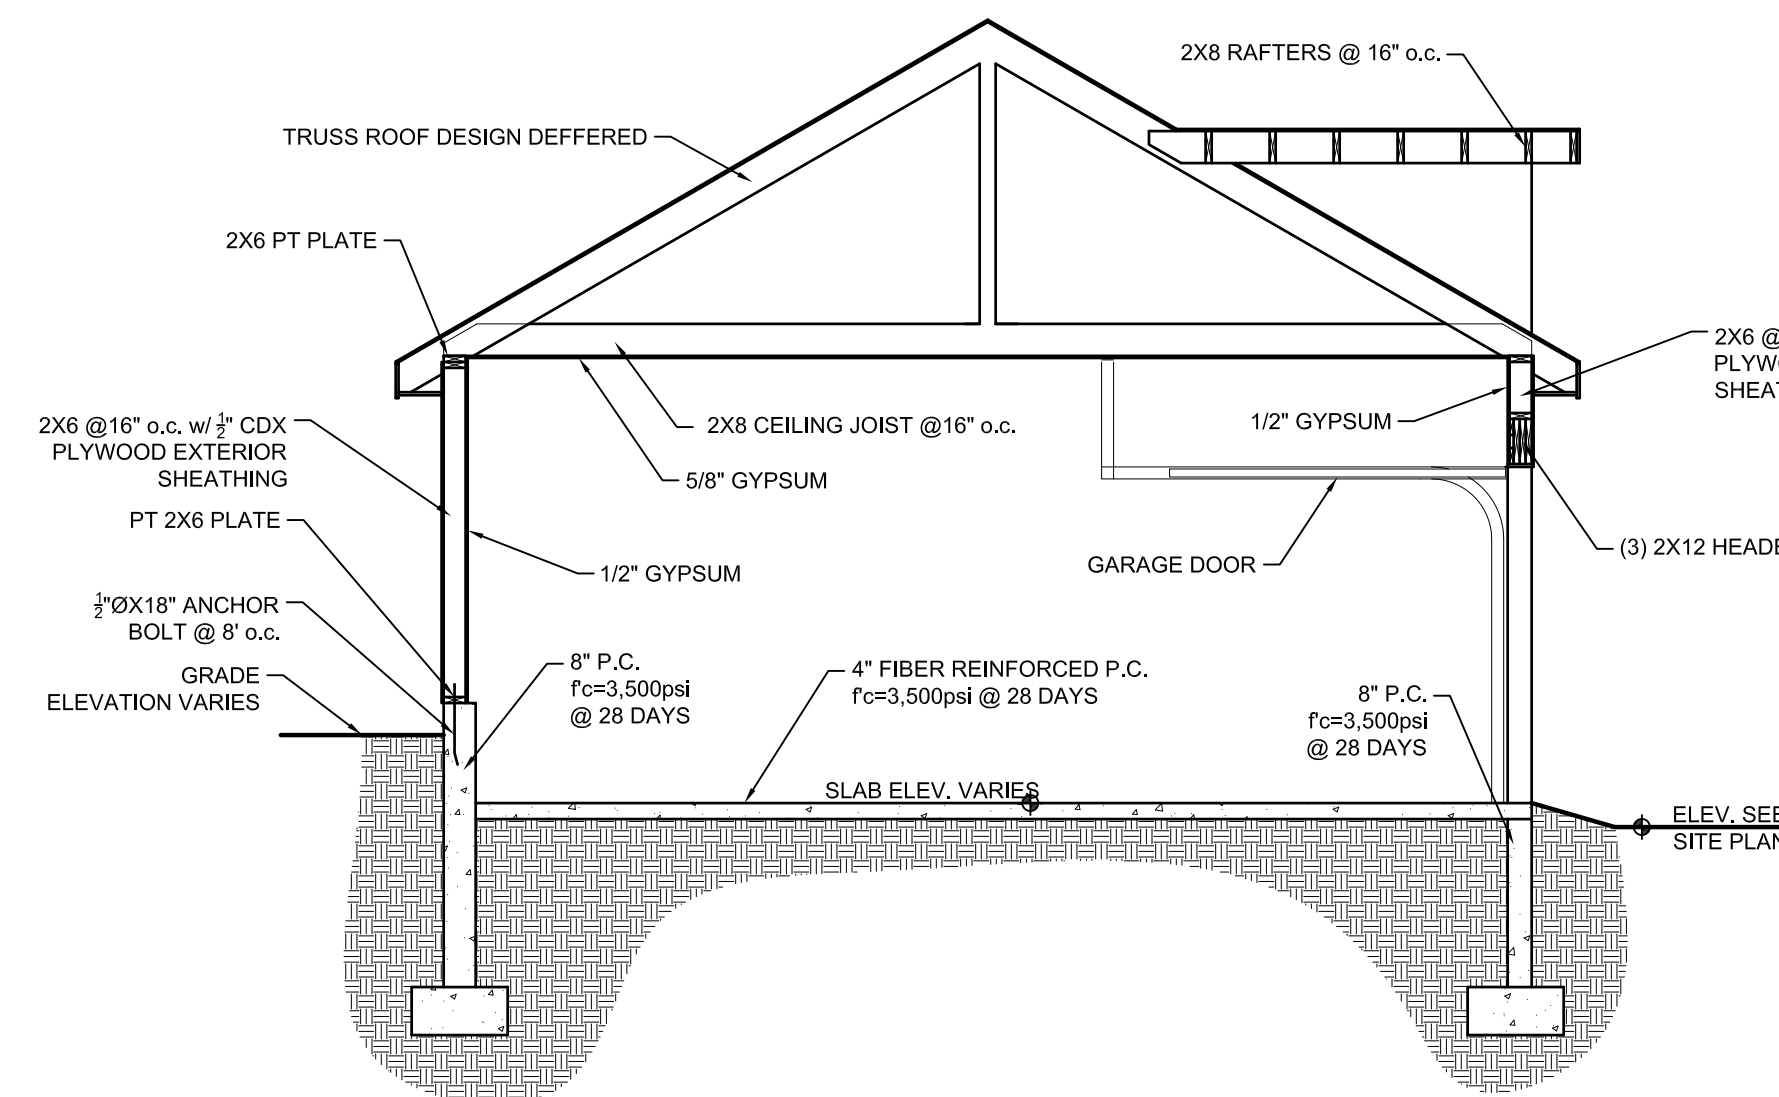 2X8 RAFTERS @ 16" o.c.
TRUSS ROOF DESIGN DEFFERED
2X6 PT PLATE
2X6 @
PLYWO
SHEAT
2X6 @16" o.c. w/ ½" CDX
PLYWOOD EXTERIOR
SHEATHING
2X8 CEILING JOIST @16" o.c.
1/2" GYPSUM
5/8" GYPSUM
PT 2X6 PLATE
(3) 2X12 HEADE
GARAGE DOOR
1/2" GYPSUM
½"ØX18" ANCHOR
BOLT @ 8' o.c.
GRADE
ELEVATION VARIES
8" P.C.
f'c=3,500psi
@ 28 DAYS
4" FIBER REINFORCED P.C.
f'c=3,500psi @ 28 DAYS
8" P.C.
f'c=3,500psi
@ 28 DAYS
SLAB ELEV. VARIES
ELEV. SEE
SITE PLAN